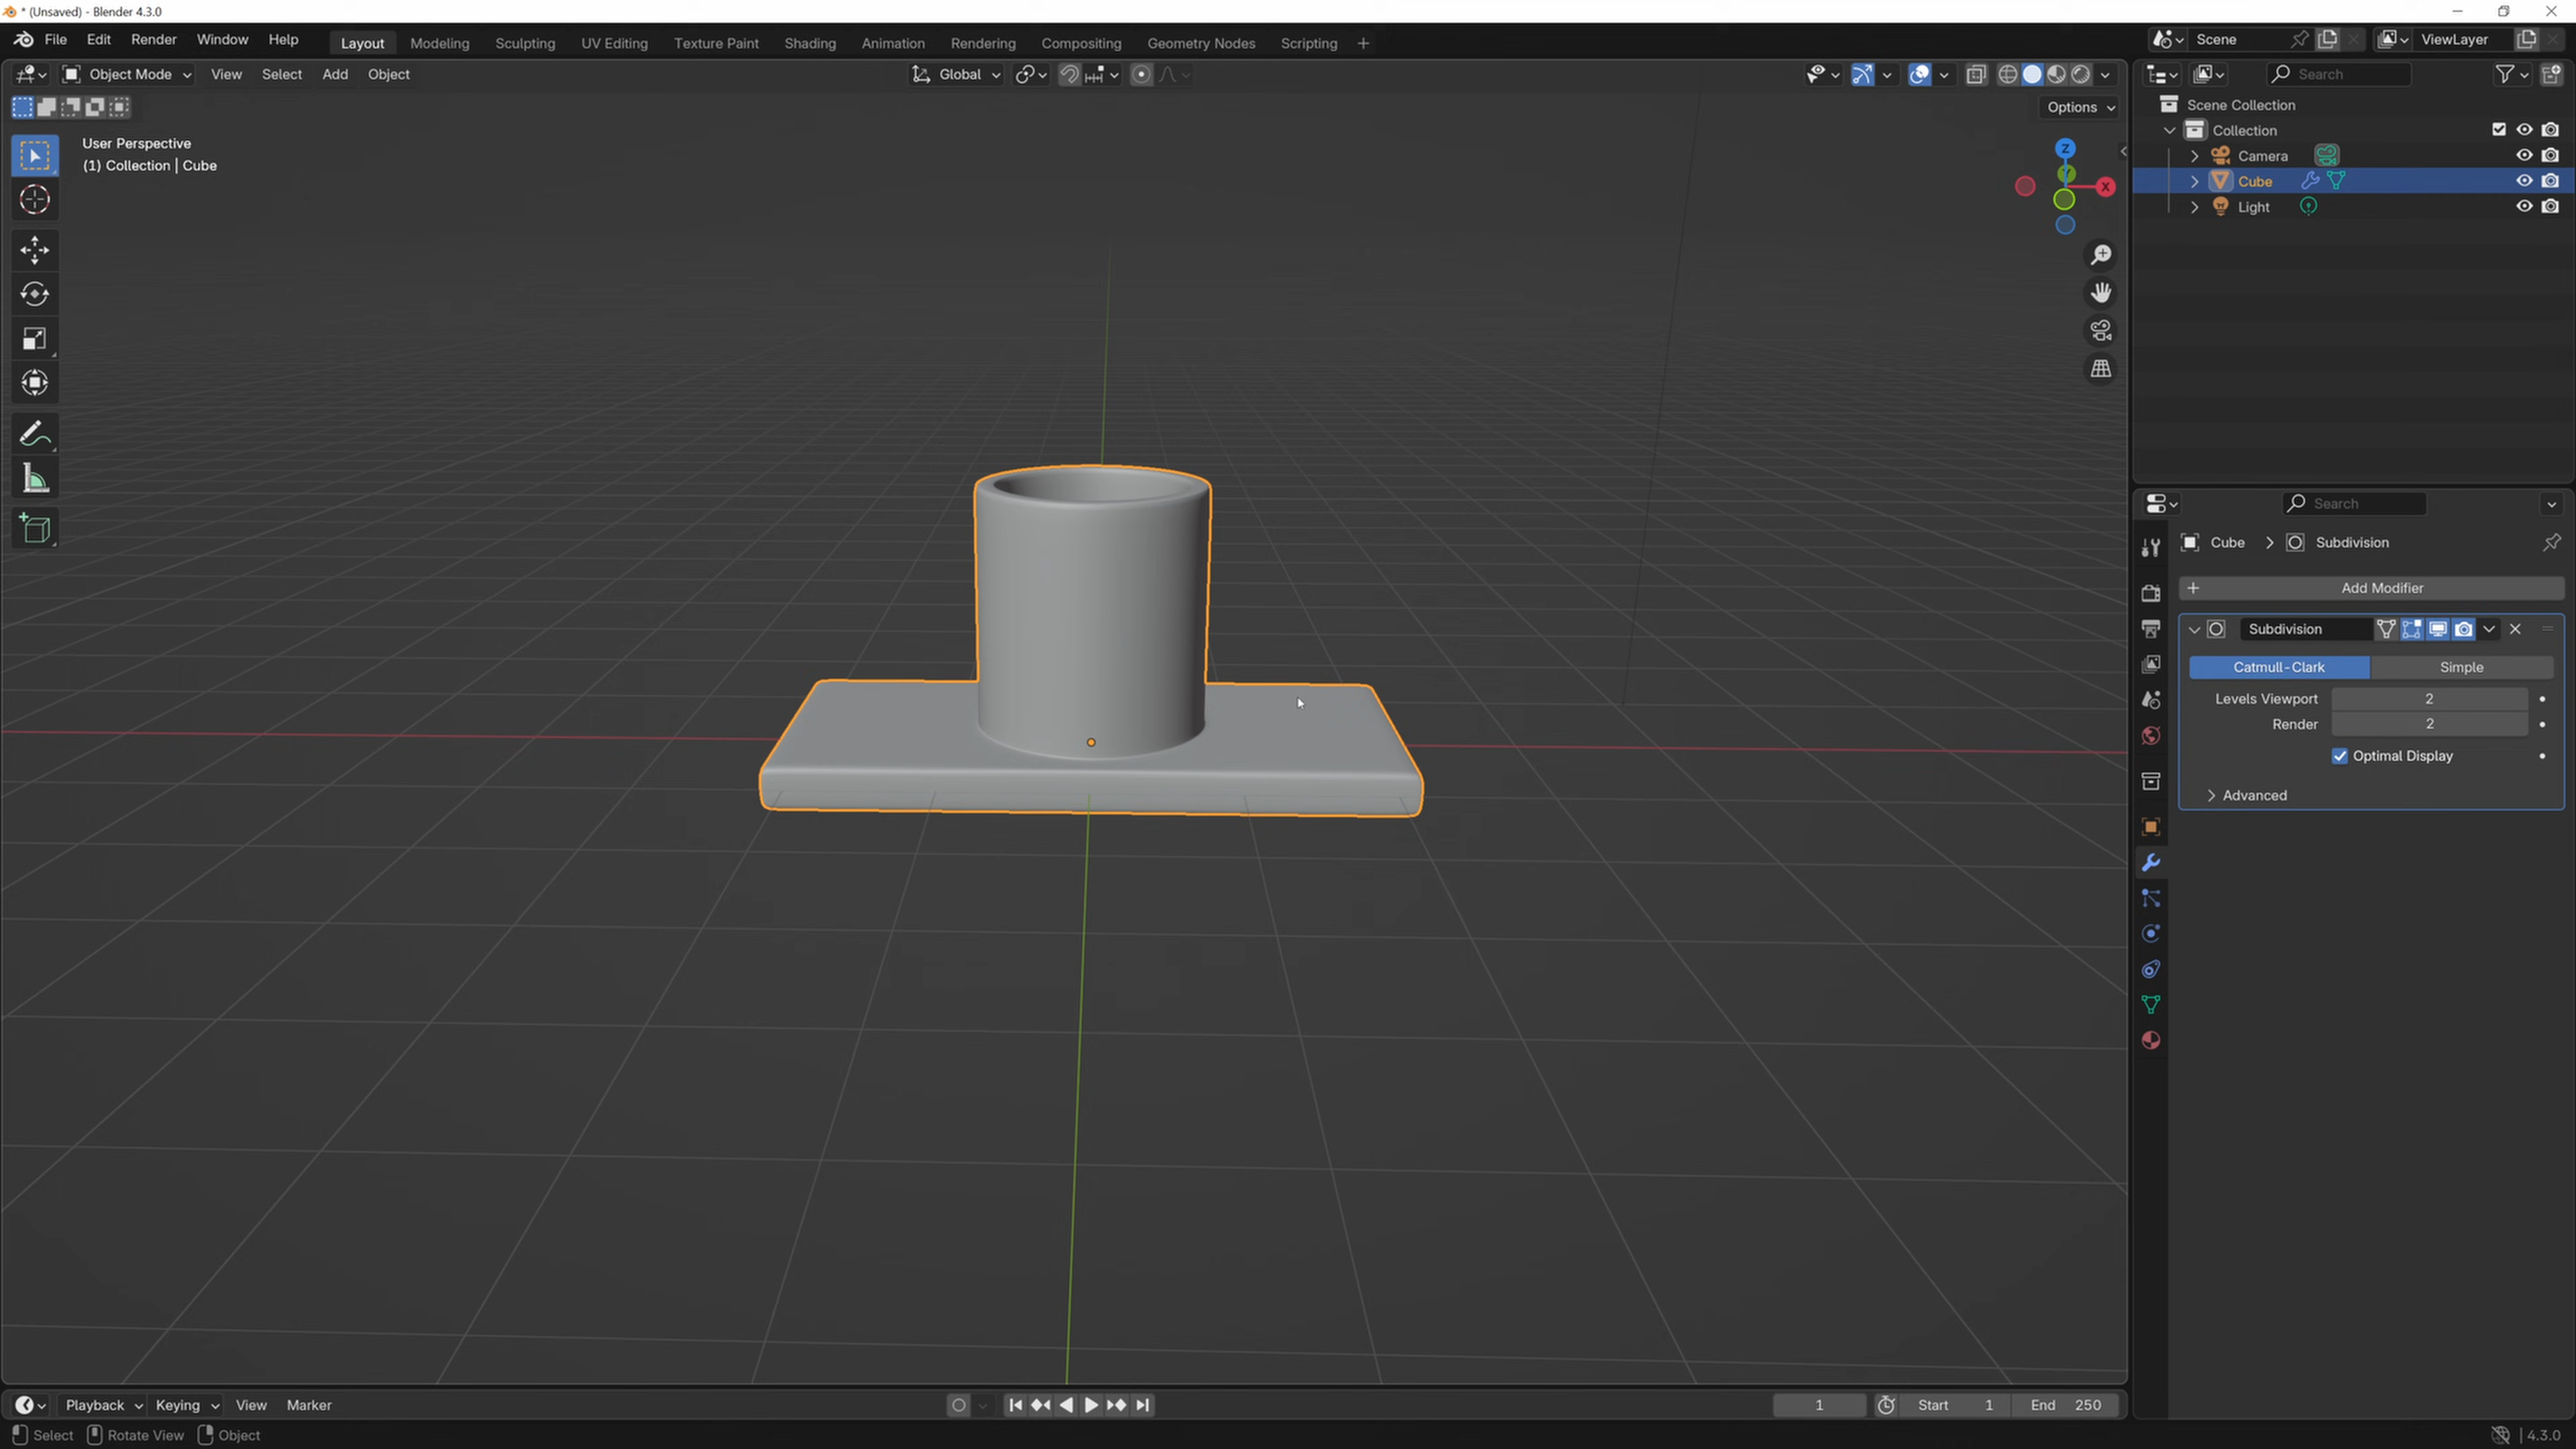 * (Unsaved) - Blender 4.3.0
File Edit Render Window Help Layout Modeling Sculpting UV Editing Texture Paint Shading Animation Rendering Compositing Geometry Nodes Scripting + Scene ViewLayer
Object Mode View Select Add Object Global Search
Options
User Perspective
(1) Collection | Cube
Z
Y
X
Scene Collection
Collection
Camera
Cube
Light
Search
Cube > Subdivision
+ Add Modifier
Subdivision
Catmull-Clark Simple
Levels Viewport 2
Render 2
Optimal Display
Advanced
Playback Keying View Marker 1 Start 1 End 250
Select Rotate View Object 4.3.0